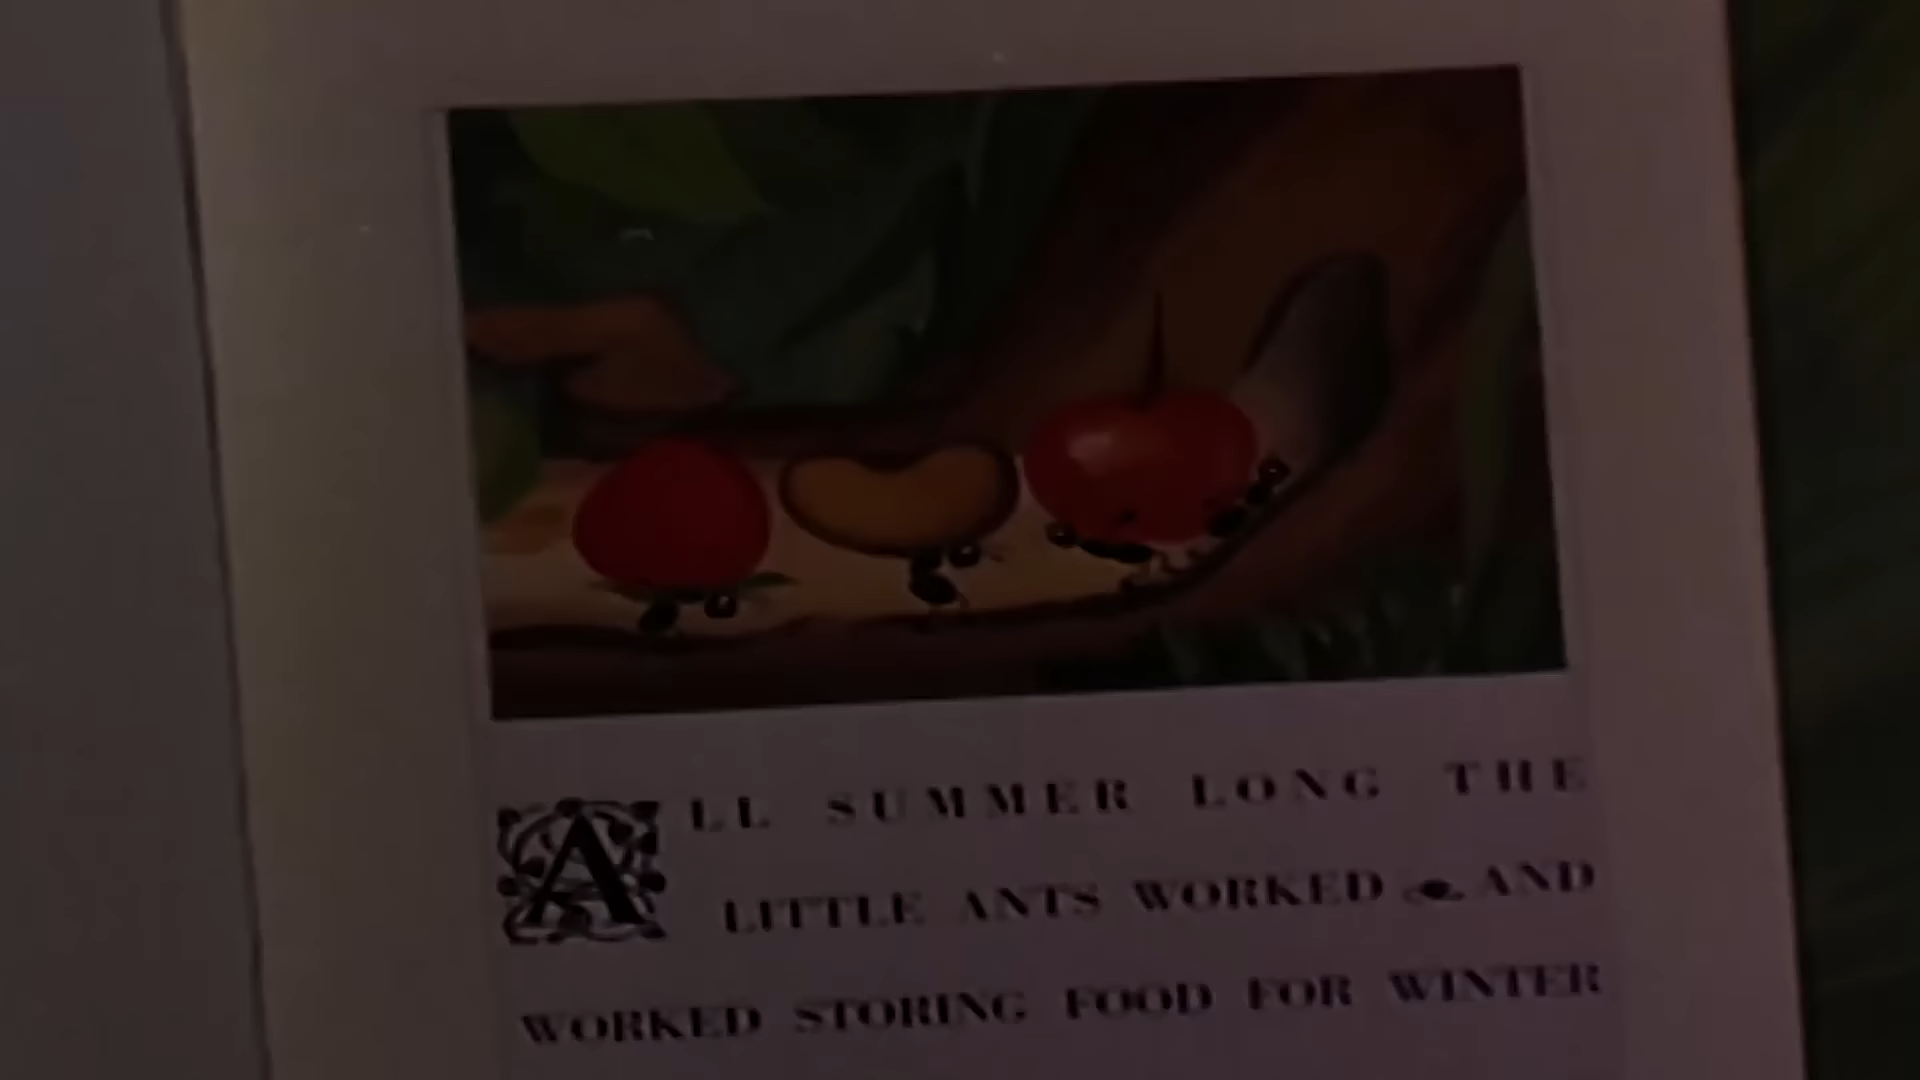 ALL SUMMER LONG THE
LITTLE ANTS WORKED AND
WORKED STORING FOOD FOR WINTER